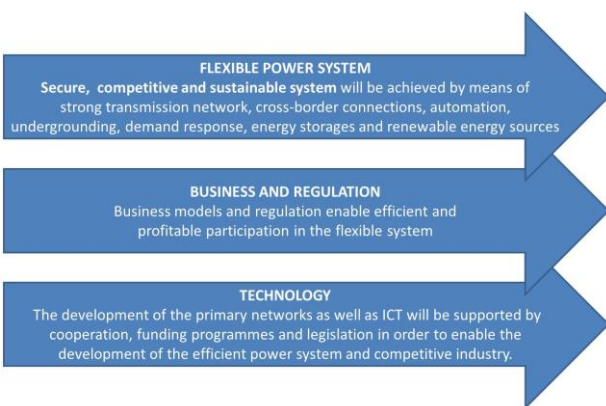 FLEXIBLE POWER SYSTEM
Secure, competitive and sustainable system will be achieved by means of
strong transmission network, cross-border connections, automation,
undergrounding, demand response, energy storages and renewable energy sources
BUSINESS AND REGULATION
Business models and regulation enable efficient and
profitable participation in the flexible system
TECHNOLOGY
The development of the primary networks as well as ICT will be supported by
cooperation, funding programmes and legislation in order to enable the
development of the efficient power system and competitive industry.